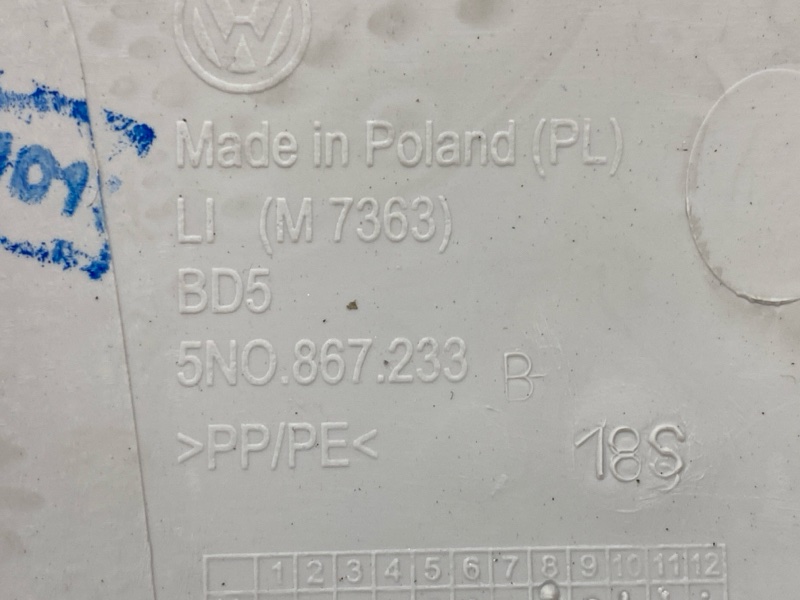 Made in Poland (PL)
LI (M 7363)
BD5
5N0.867.233 B
>PP/PE< 18S
1 2 3 4 5 6 7 8 9 10 11 12